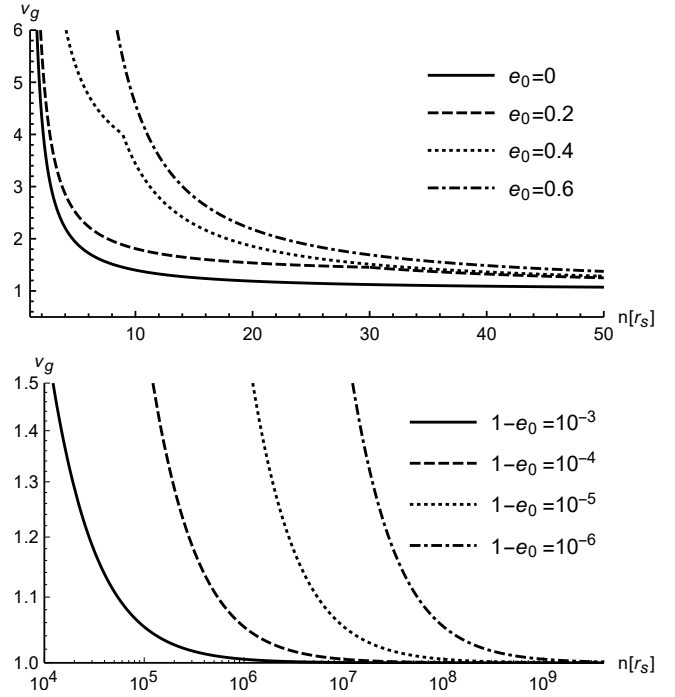 v_g
6
5
4
3
2
1
10 20 30 40 50
n[r_s]
e_0=0
e_0=0.2
e_0=0.4
e_0=0.6
v_g
1.5
1.4
1.3
1.2
1.1
1.0
10^4 10^5 10^6 10^7 10^8 10^9
n[r_s]
1−e_0=10^−3
1−e_0=10^−4
1−e_0=10^−5
1−e_0=10^−6